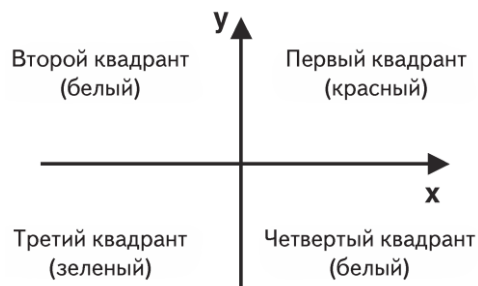 y
Второй квадрант
(белый)
Первый квадрант
(красный)
x
Третий квадрант
(зеленый)
Четвертый квадрант
(белый)